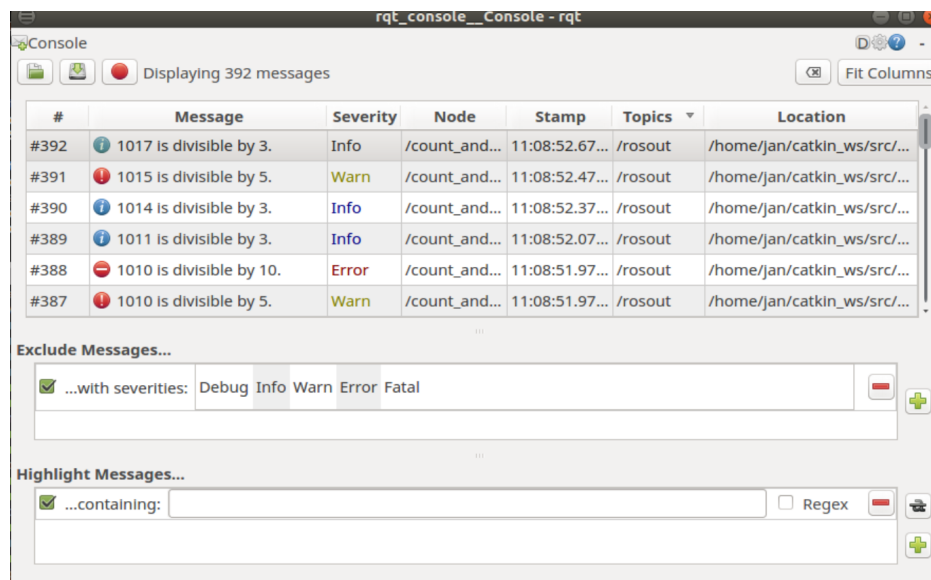 rqt_console__Console - rqt
Console D ? -
Displaying 392 messages Fit Columns
# Message Severity Node Stamp Topics Location
#392 1017 is divisible by 3. Info /count_and... 11:08:52.67... /rosout /home/jan/catkin_ws/src/...
#391 1015 is divisible by 5. Warn /count_and... 11:08:52.47... /rosout /home/jan/catkin_ws/src/...
#390 1014 is divisible by 3. Info /count_and... 11:08:52.37... /rosout /home/jan/catkin_ws/src/...
#389 1011 is divisible by 3. Info /count_and... 11:08:52.07... /rosout /home/jan/catkin_ws/src/...
#388 1010 is divisible by 10. Error /count_and... 11:08:51.97... /rosout /home/jan/catkin_ws/src/...
#387 1010 is divisible by 5. Warn /count_and... 11:08:51.97... /rosout /home/jan/catkin_ws/src/...
Exclude Messages...
...with severities: Debug Info Warn Error Fatal
Highlight Messages...
...containing: Regex